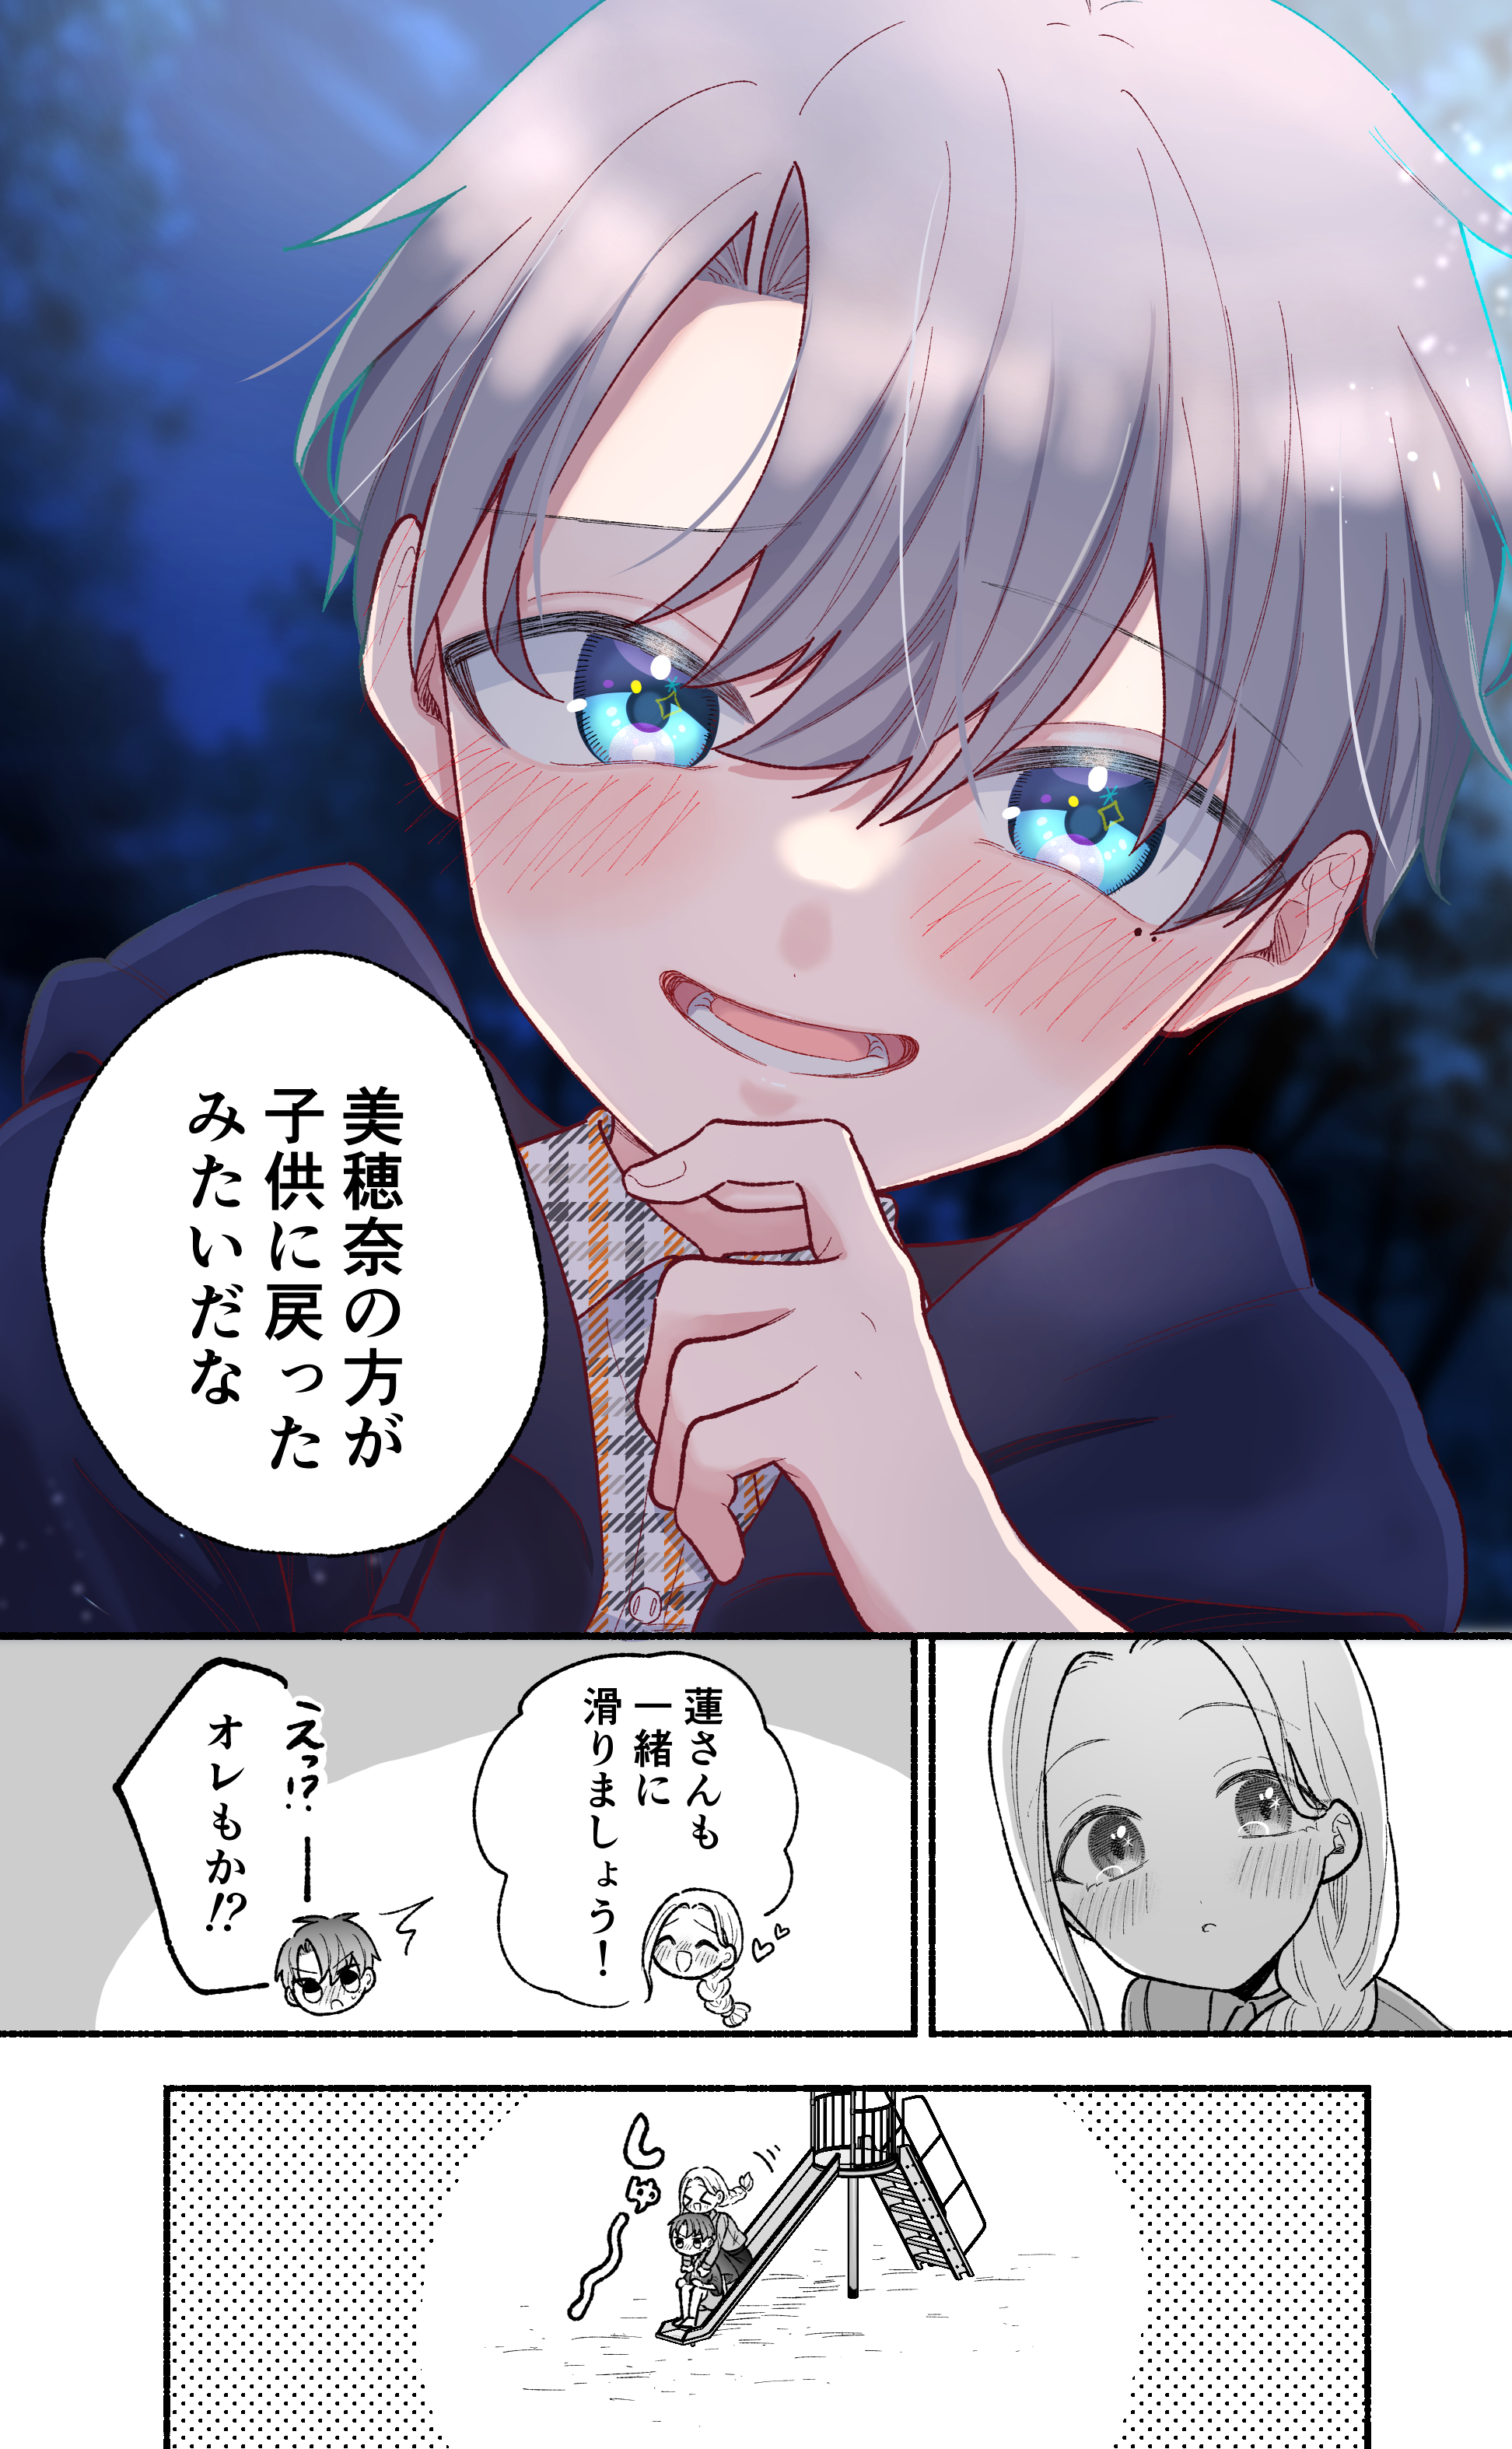 美穂奈の方が
子供に戻った
みたいだな
蓮さんも
一緒に
滑りましょう！
えっ!?
オレもか!?
しゅー